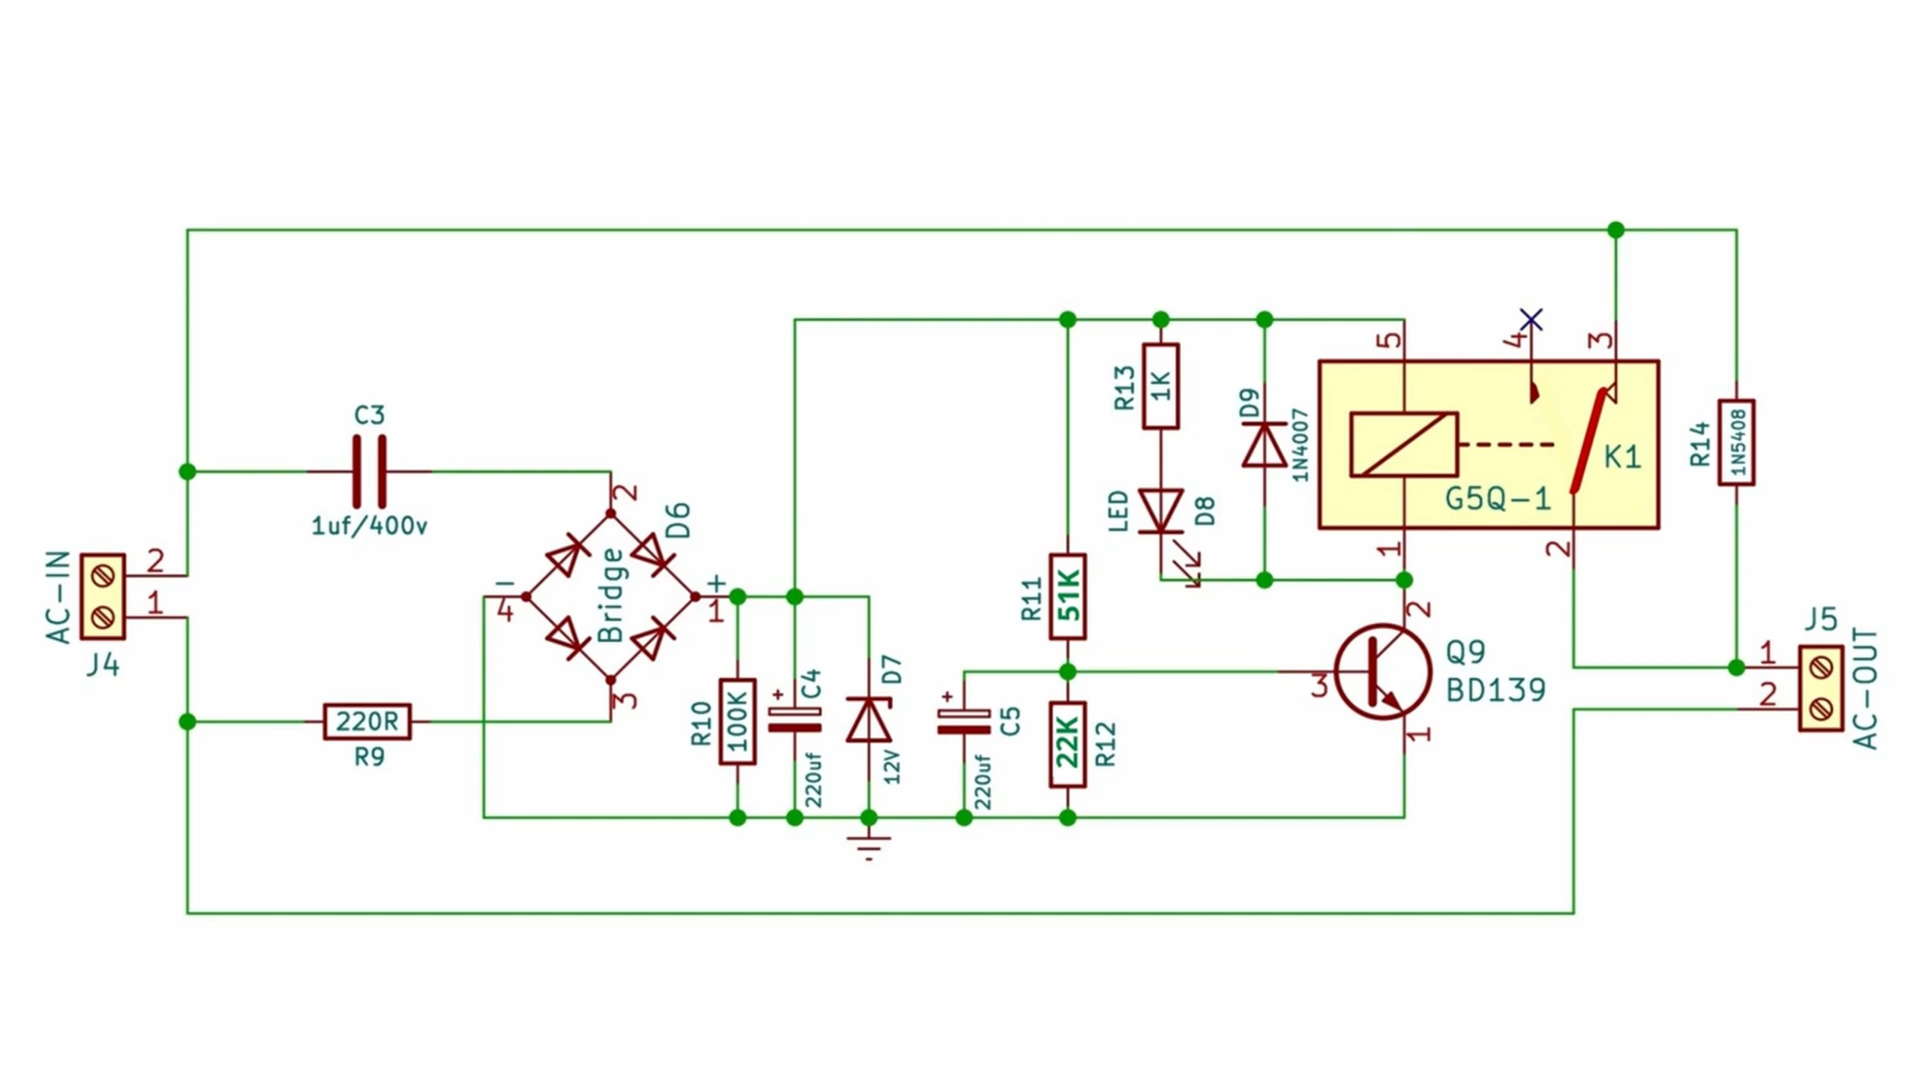 C3
1uf/400v
AC-IN
2
1
J4
220R
R9
2
D6
Bridge
−
4
+
1
3
R10
100K
+
C4
220uf
D7
12V
+
C5
220uf
R11
51K
22K
R12
R13
1K
LED
D8
D9
1N4007
5
4
3
K1
G5Q-1
1
2
2
3
1
Q9
BD139
R14
1N5408
J5
1
2
AC-OUT